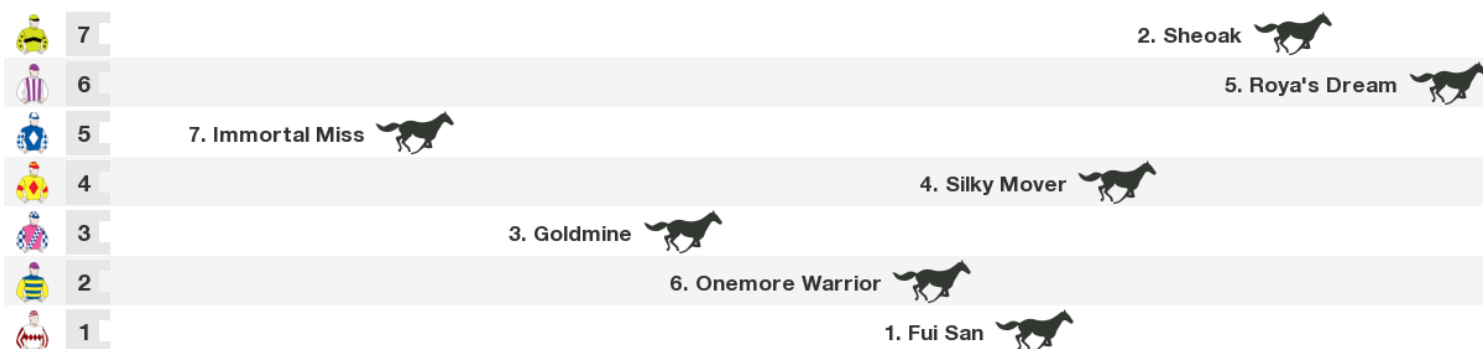 7 2. Sheoak
6 5. Roya's Dream
5 7. Immortal Miss
4 4. Silky Mover
3 3. Goldmine
2 6. Onemore Warrior
1 1. Fui San